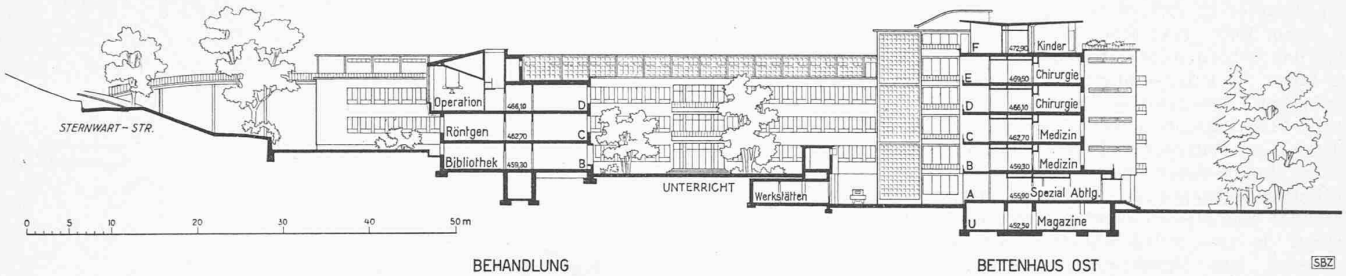 F 472,90 Kinder
E 469,50 Chirurgie
Operation 466,10 D
D 466,10 Chirurgie
STERNWART-STR.
Röntgen 462,70 C
C 462,70 Medizin
Bibliothek 459,30 B
B 459,30 Medizin
UNTERRICHT
Werkstätten
A 455,90 Spezial Abtlg.
U 452,50 Magazine
0 5 10 20 30 40 50 m
BEHANDLUNG
BETTENHAUS OST
SBZ